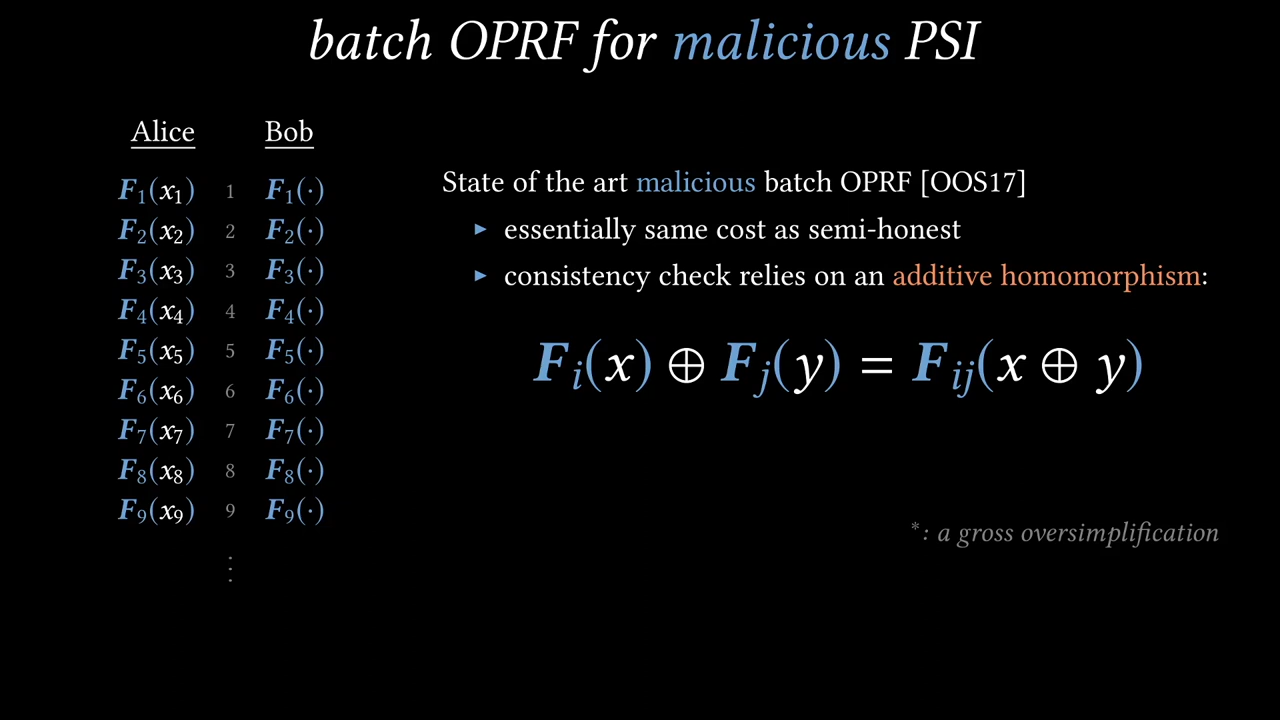 batch OPRF for malicious PSI
Alice Bob
F₁(x₁) 1 F₁(·)
F₂(x₂) 2 F₂(·)
F₃(x₃) 3 F₃(·)
F₄(x₄) 4 F₄(·)
F₅(x₅) 5 F₅(·)
F₆(x₆) 6 F₆(·)
F₇(x₇) 7 F₇(·)
F₈(x₈) 8 F₈(·)
F₉(x₉) 9 F₉(·)
⋮
State of the art malicious batch OPRF [OOS17]
▸ essentially same cost as semi-honest
▸ consistency check relies on an additive homomorphism:
Fᵢ(x) ⊕ Fⱼ(y) = Fᵢⱼ(x ⊕ y)
*: a gross oversimplification